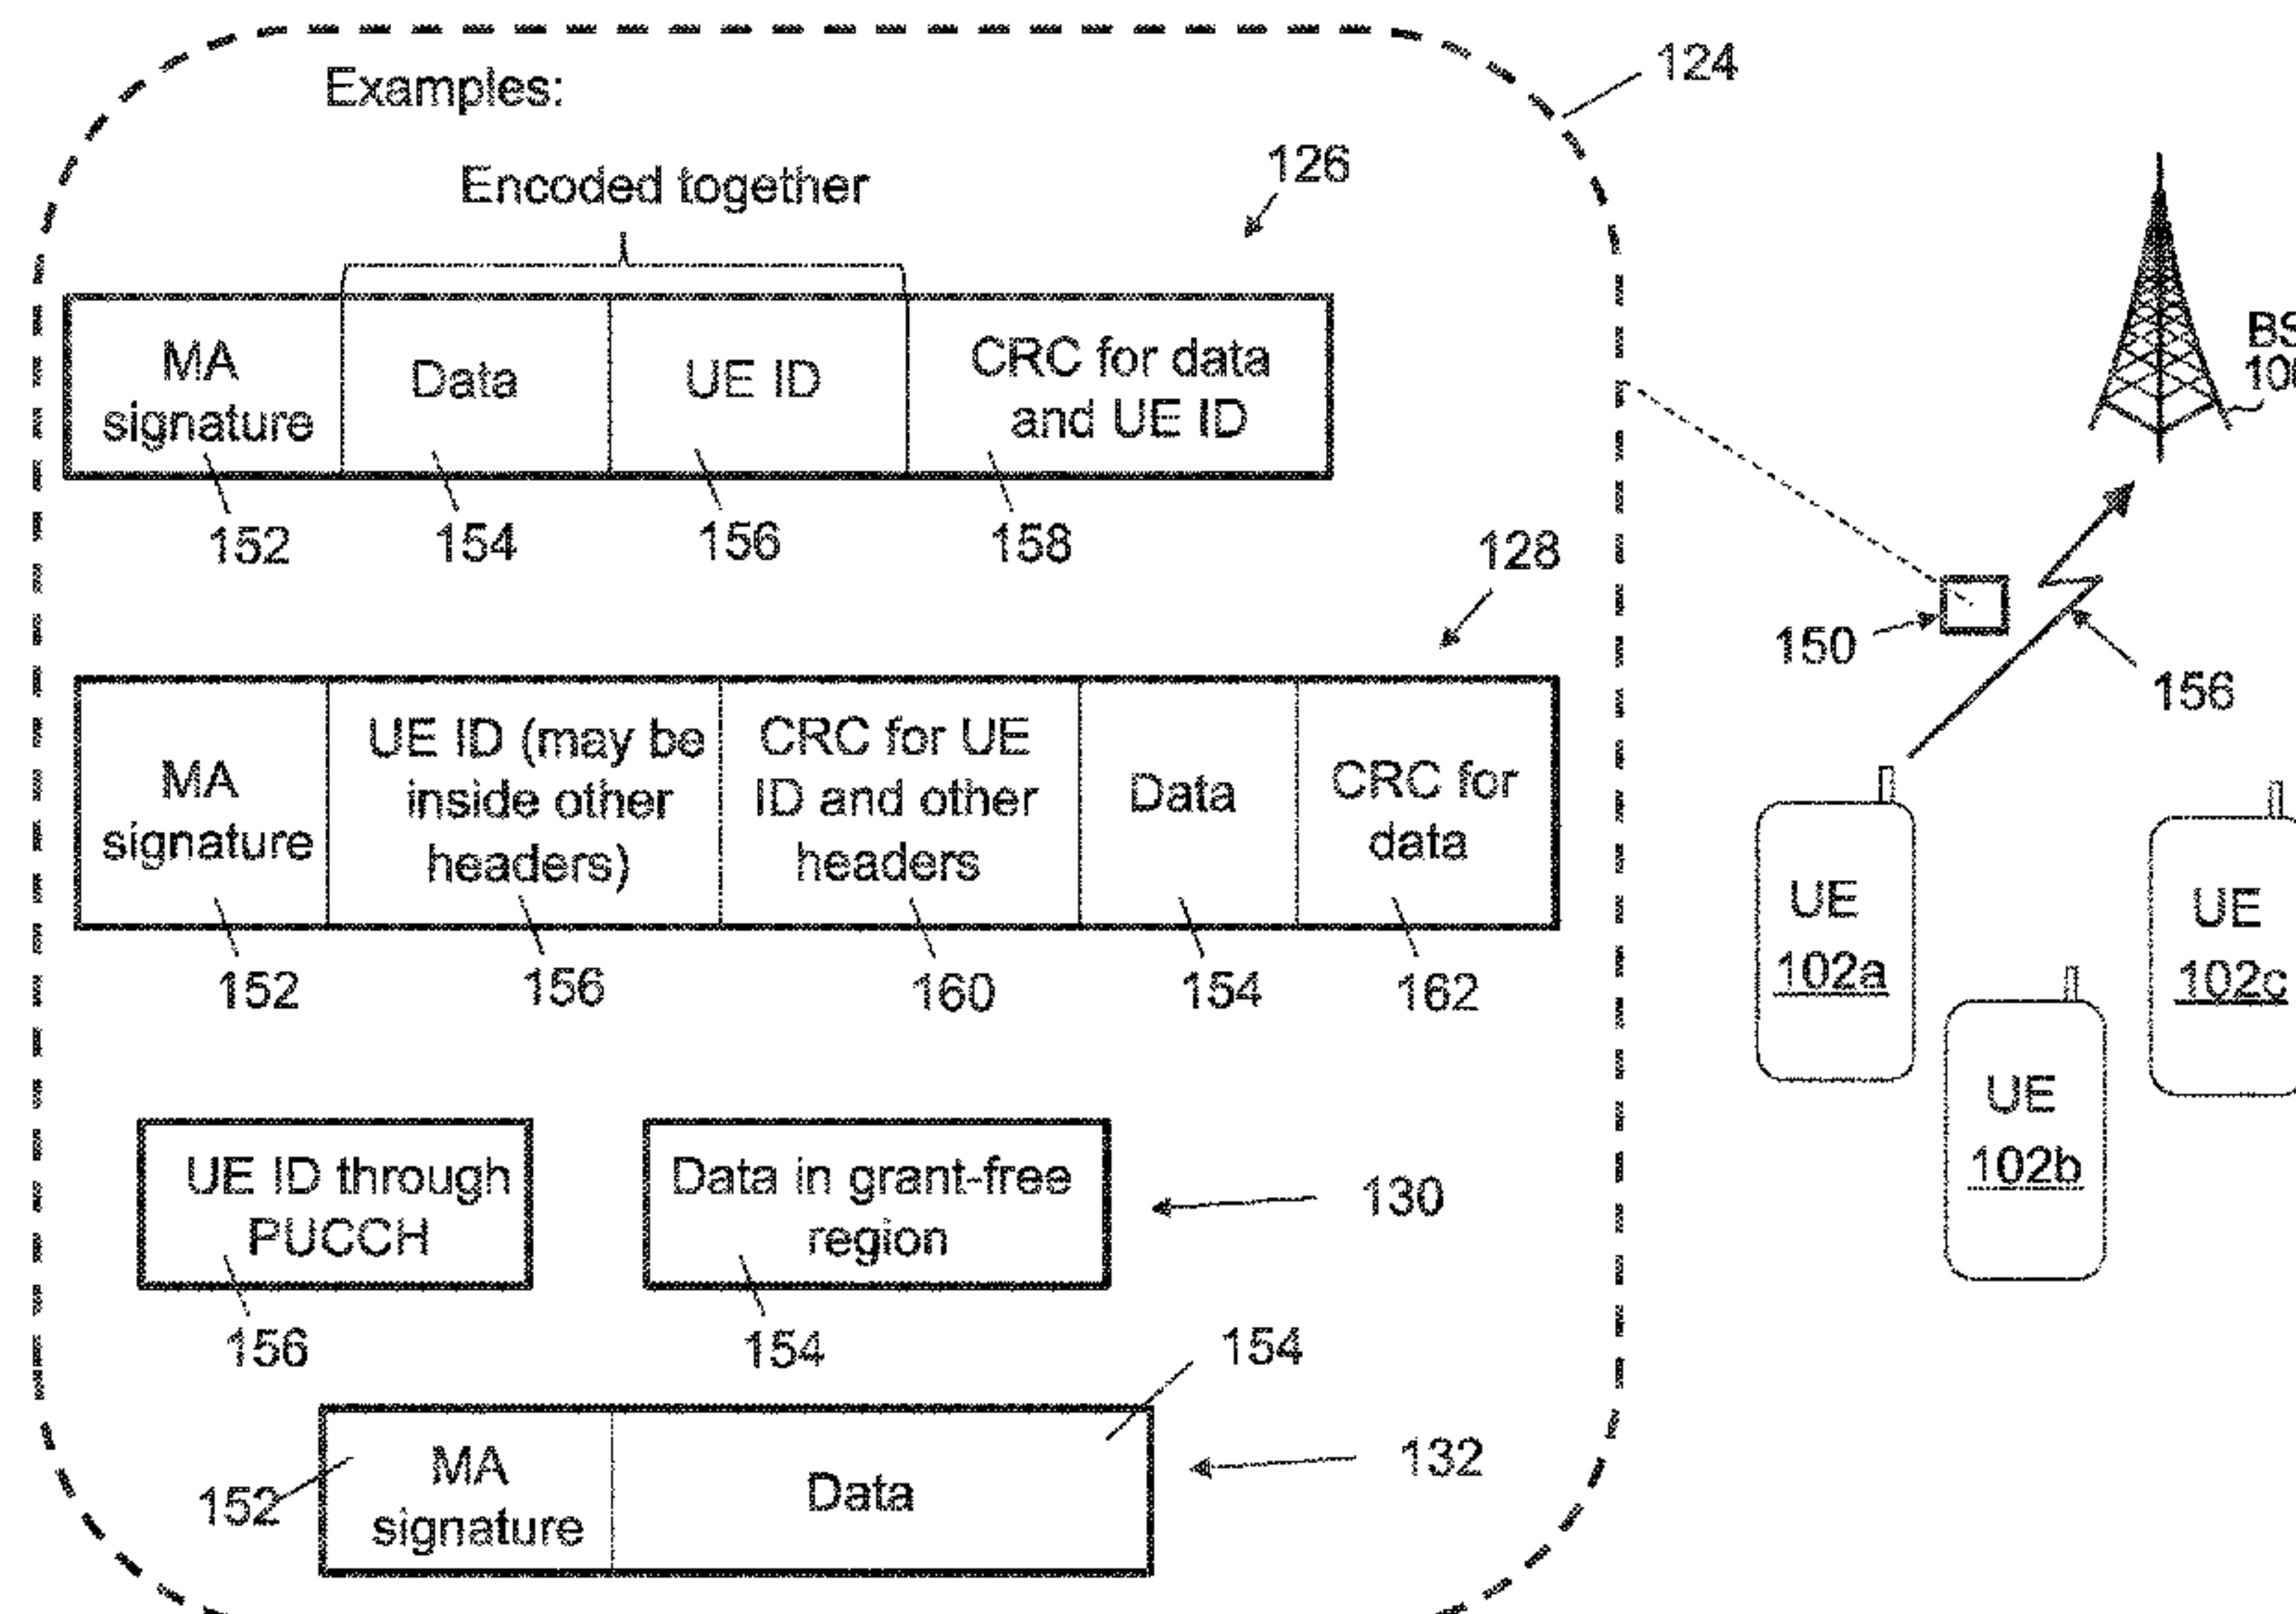 Examples:
124
Encoded together
126
MA signature
Data
UE ID
CRC for data and UE ID
152
154
156
158
128
MA signature
UE ID (may be inside other headers)
CRC for UE ID and other headers
Data
CRC for data
152
156
160
154
162
UE ID through PUCCH
Data in grant-free region
130
156
154
154
152
MA signature
Data
132
150
156
UE
102a
UE
102b
UE
102c